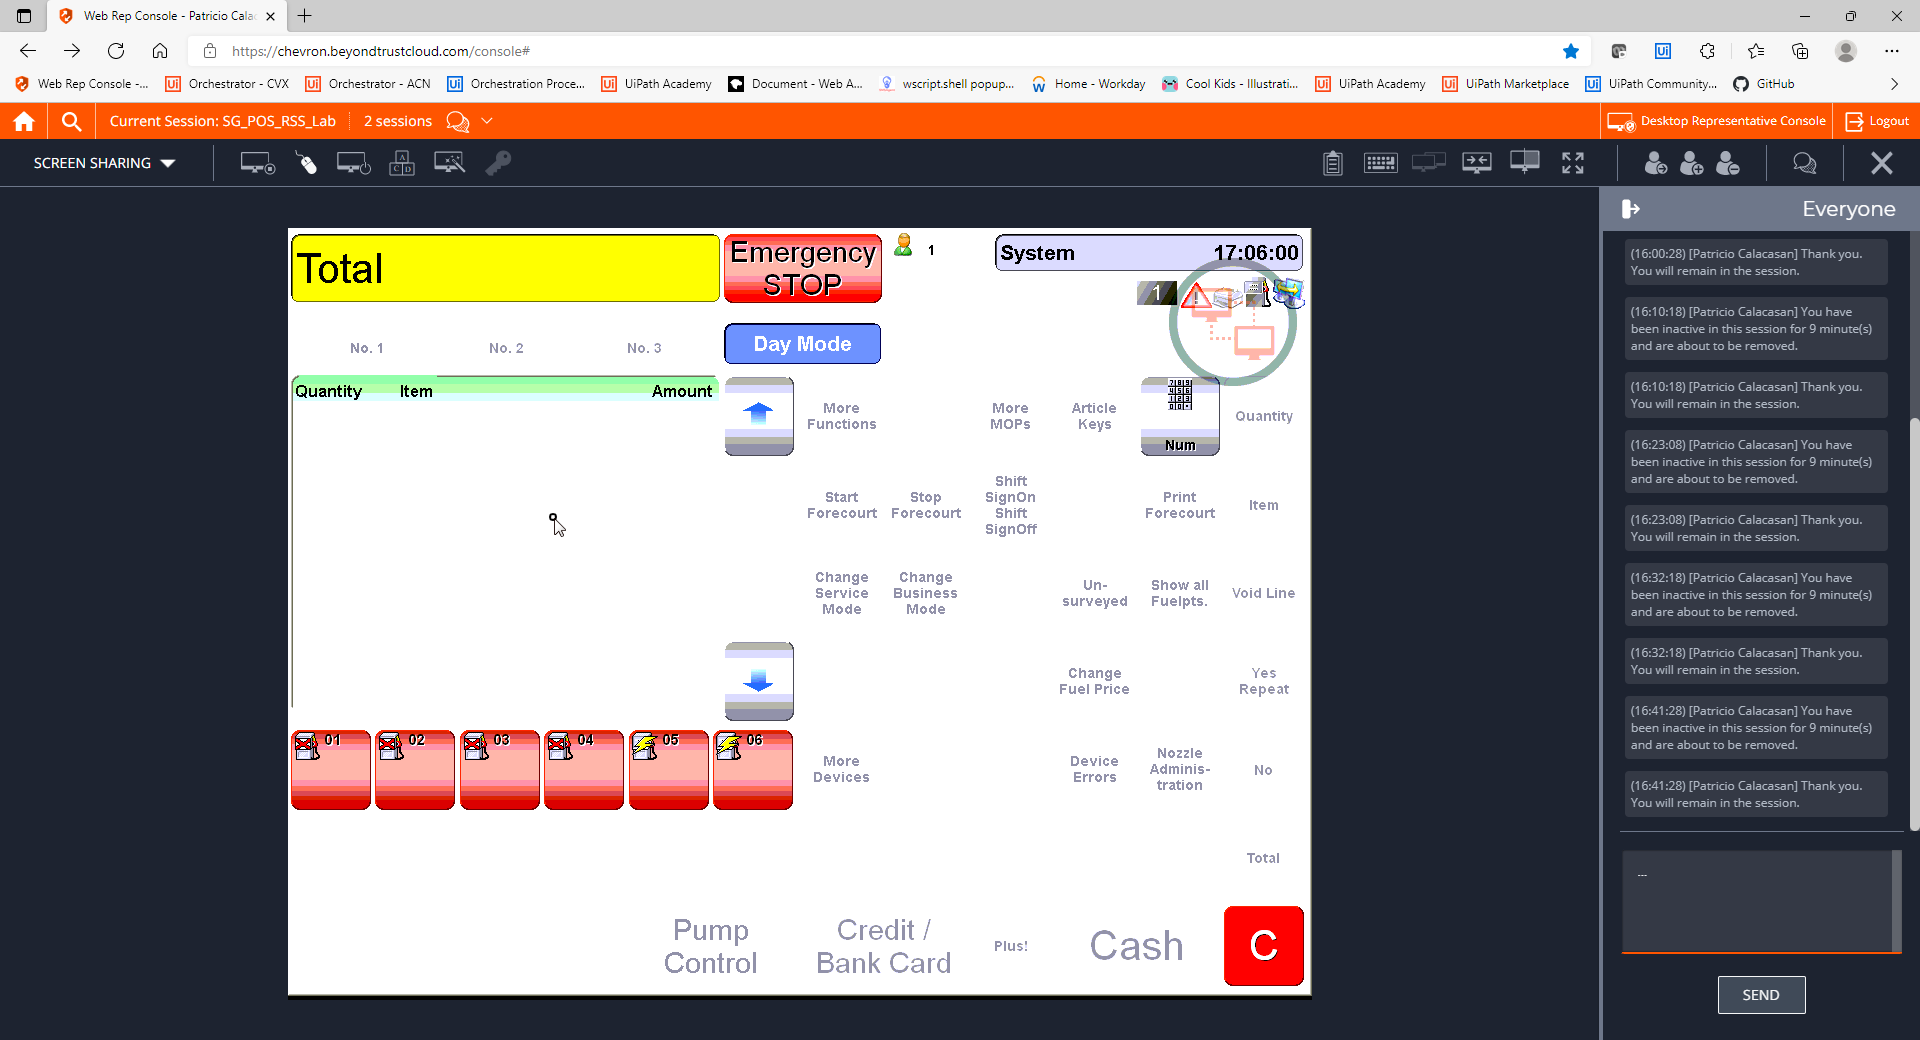 Web Rep Console - Patricio Cala
https://chevron.beyondtrustcloud.com/console#
Web Rep Console -...
Orchestrator - CVX
Orchestrator - ACN
Orchestration Proce...
UiPath Academy
Document - Web A...
wscript.shell popup...
Home - Workday
Cool Kids - Illustrati...
UiPath Academy
UiPath Marketplace
UiPath Community...
GitHub
Current Session: SG_POS_RSS_Lab
2 sessions
Desktop Representative Console
Logout
SCREEN SHARING
Everyone
Total
Emergency
STOP
1
System 17:06:00
1
No. 1 No. 2 No. 3
Day Mode
Quantity Item Amount
More
Functions
More
MOPs
Article
Keys
Num
Quantity
Start
Forecourt
Stop
Forecourt
Shift
SignOn
Shift
SignOff
Print
Forecourt
Item
Change
Service
Mode
Change
Business
Mode
Un-
surveyed
Show all
Fuelpts.
Void Line
Change
Fuel Price
Yes
Repeat
01 02 03 04 05 06
More
Devices
Device
Errors
Nozzle
Adminis-
tration
No
Total
Pump
Control
Credit /
Bank Card
Plus!
Cash
C
(16:00:28) [Patricio Calacasan] Thank you.
You will remain in the session.
(16:10:18) [Patricio Calacasan] You have
been inactive in this session for 9 minute(s)
and are about to be removed.
(16:10:18) [Patricio Calacasan] Thank you.
You will remain in the session.
(16:23:08) [Patricio Calacasan] You have
been inactive in this session for 9 minute(s)
and are about to be removed.
(16:23:08) [Patricio Calacasan] Thank you.
You will remain in the session.
(16:32:18) [Patricio Calacasan] You have
been inactive in this session for 9 minute(s)
and are about to be removed.
(16:32:18) [Patricio Calacasan] Thank you.
You will remain in the session.
(16:41:28) [Patricio Calacasan] You have
been inactive in this session for 9 minute(s)
and are about to be removed.
(16:41:28) [Patricio Calacasan] Thank you.
You will remain in the session.
...
SEND